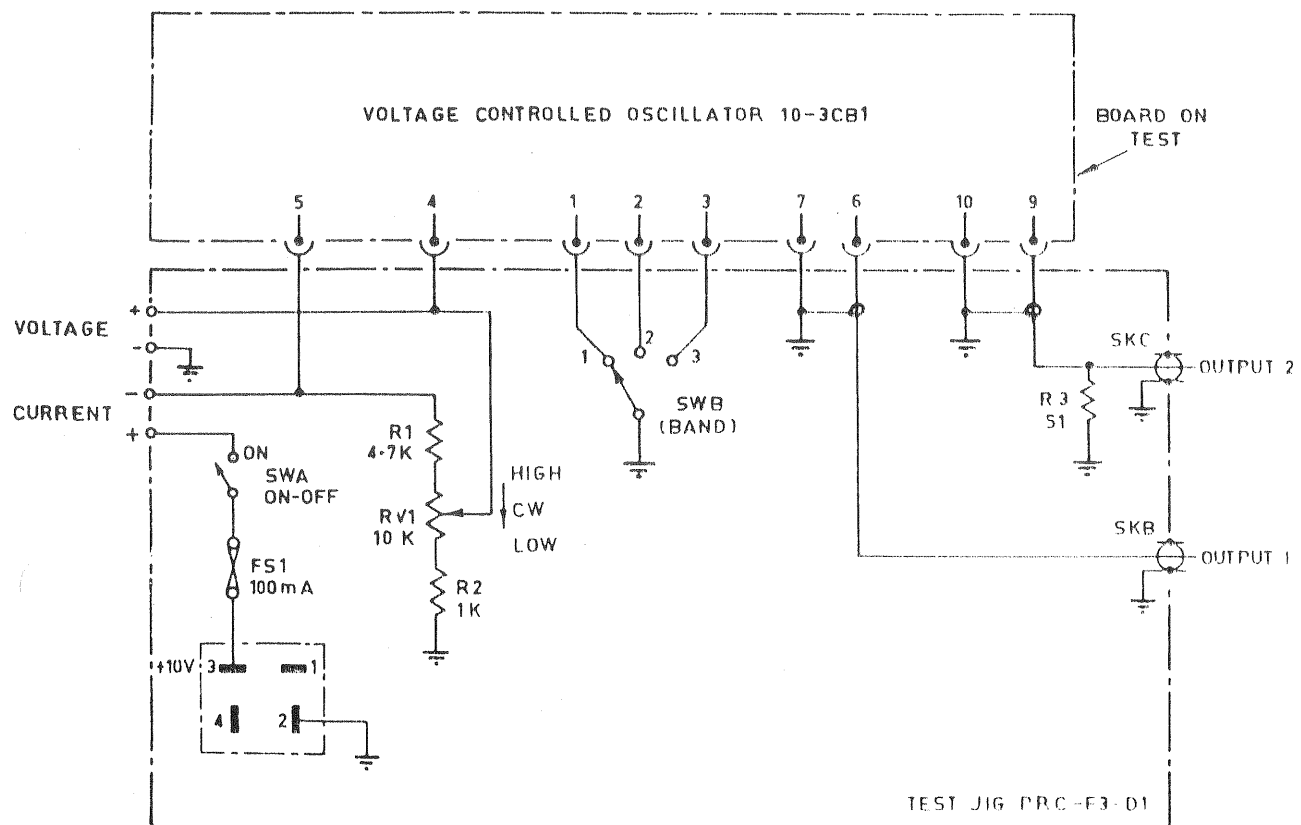 VOLTAGE CONTROLLED OSCILLATOR 10-3CB1
BOARD ON
TEST
5
4
1
2
3
7
6
10
9
VOLTAGE
+
-
CURRENT
-
+
ON
SWA
ON-OFF
FS1
100mA
+10V
3
1
4
2
R1
4·7K
RV1
10 K
R2
1K
HIGH
CW
LOW
1
2
3
SWB
(BAND)
R3
51
SKC
OUTPUT 2
SKB
OUTPUT 1
TEST JIG PRC-F3-D1